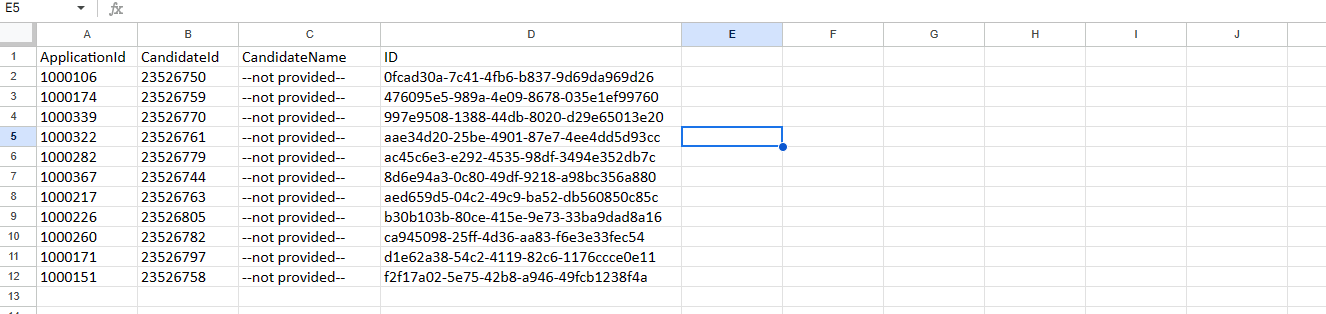 E5 fx
A B C D E F G H I J
1 ApplicationId CandidateId CandidateName ID
2 1000106 23526750 --not provided-- 0fcad30a-7c41-4fb6-b837-9d69da969d26
3 1000174 23526759 --not provided-- 476095e5-989a-4e09-8678-035e1ef99760
4 1000339 23526770 --not provided-- 997e9508-1388-44db-8020-d29e65013e20
5 1000322 23526761 --not provided-- aae34d20-25be-4901-87e7-4ee4dd5d93cc
6 1000282 23526779 --not provided-- ac45c6e3-e292-4535-98df-3494e352db7c
7 1000367 23526744 --not provided-- 8d6e94a3-0c80-49df-9218-a98bc356a880
8 1000217 23526763 --not provided-- aed659d5-04c2-49c9-ba52-db560850c85c
9 1000226 23526805 --not provided-- b30b103b-80ce-415e-9e73-33ba9dad8a16
10 1000260 23526782 --not provided-- ca945098-25ff-4d36-aa83-f6e3e33fec54
11 1000171 23526797 --not provided-- d1e62a38-54c2-4119-82c6-1176ccce0e11
12 1000151 23526758 --not provided-- f2f17a02-5e75-42b8-a946-49fcb1238f4a
13